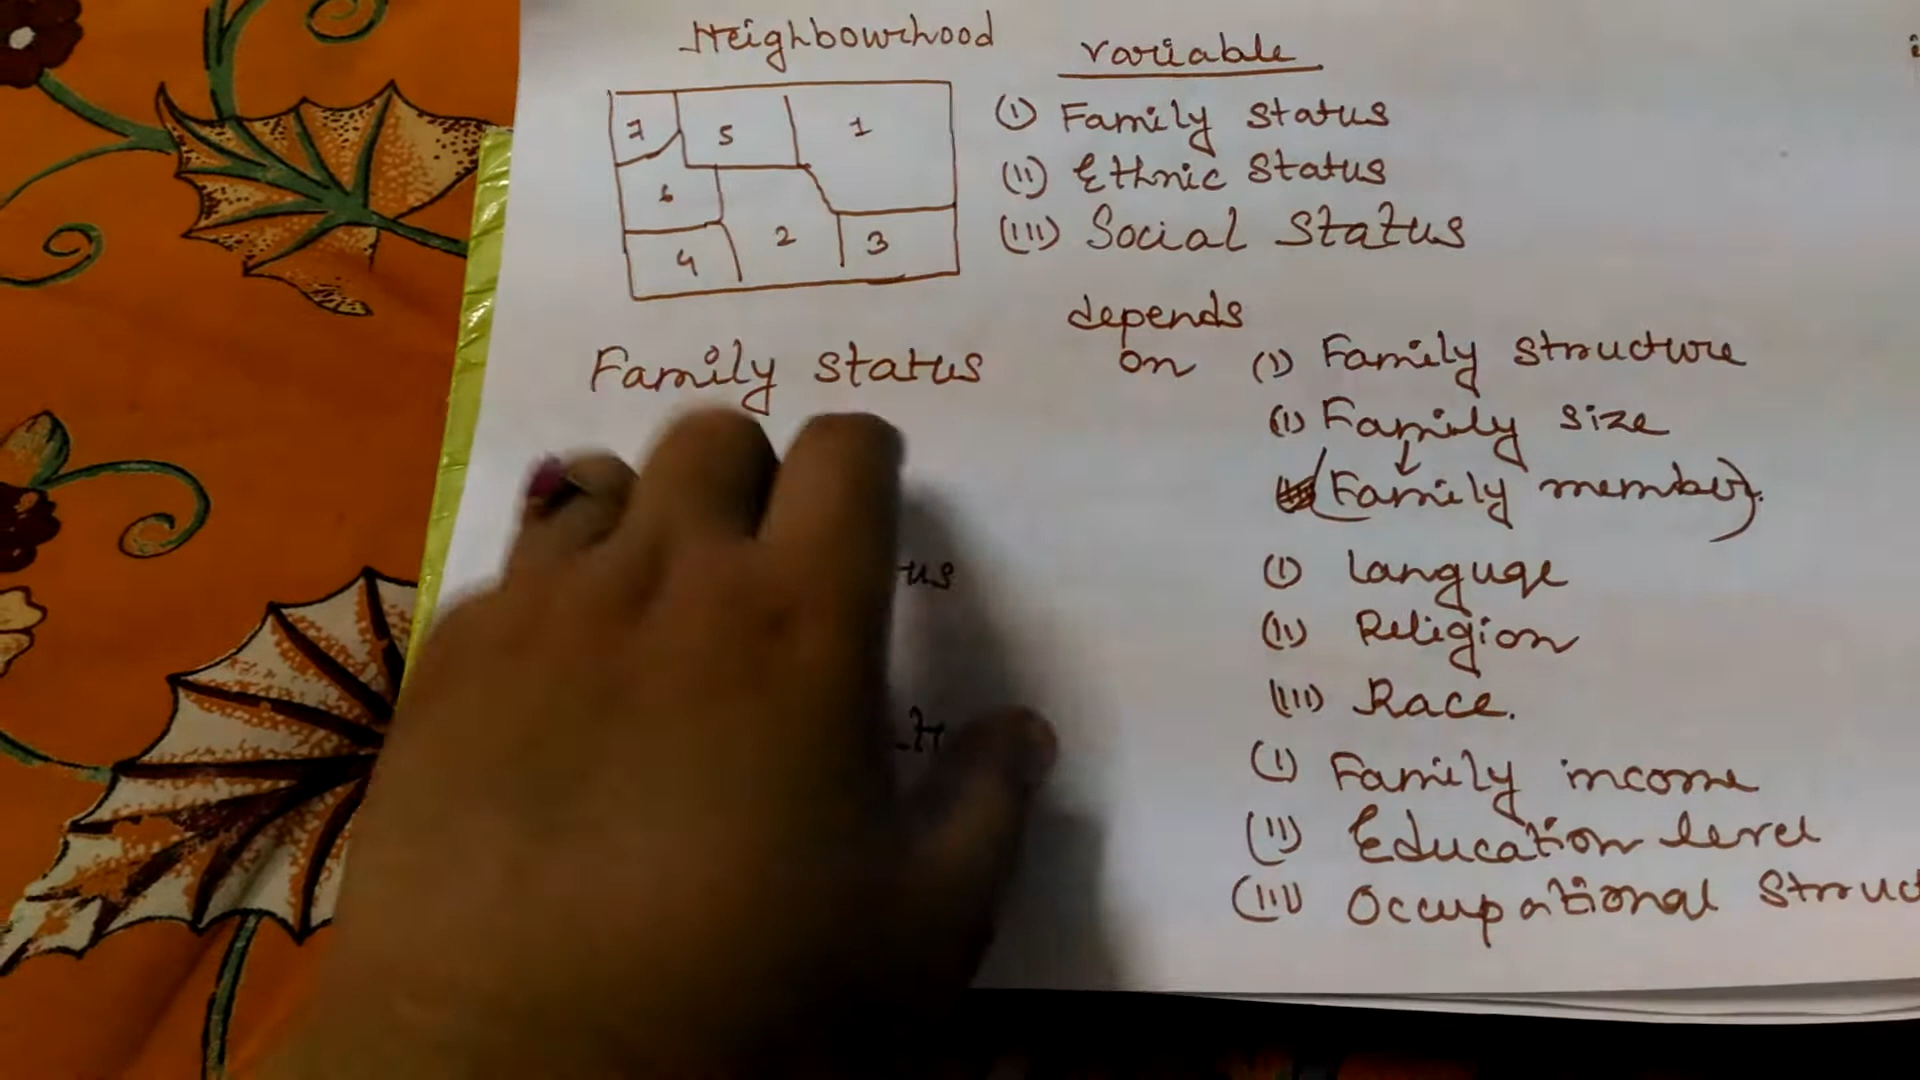 Neighbourhood
variable
7 5 1
6
4 2 3
(I) Family status
(II) Ethnic status
(III) Social status
Family status
depends
on
(I) Family structure
(II) Family size
(Family member).
(I) Languqe
(II) Religion
(III) Race.
(I) Family income
(II) Education level
(III) Occupational Struct